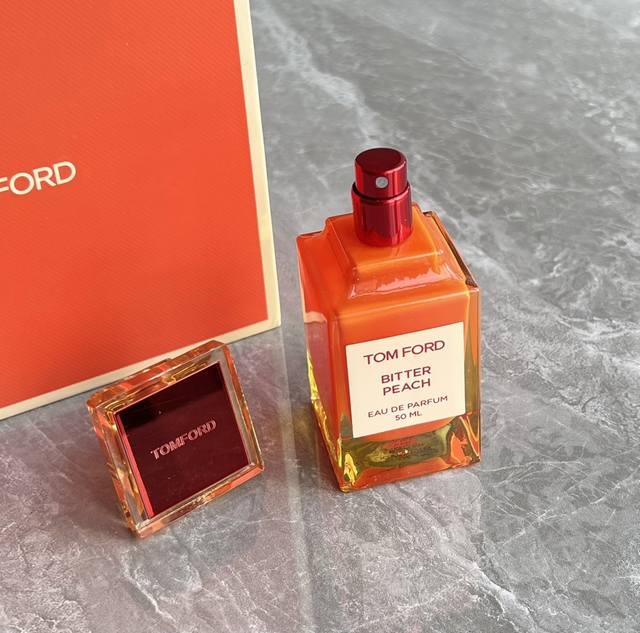 FORD
TOMFORD
TOM FORD
BITTER
PEACH
EAU DE PARFUM
50 ML